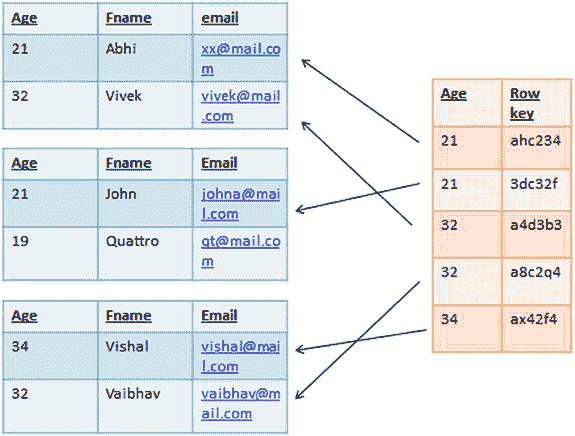 Age Fname email
21 Abhi xx@mail.co
m
32 Vivek vivek@mail
.com
Age Fname Email
21 John johna@mai
l.com
19 Quattro qt@mail.co
m
Age Fname Email
34 Vishal vishal@mai
l.com
32 Vaibhav vaibhav@m
ail.com
Age Row
key
21 ahc234
21 3dc32f
32 a4d3b3
32 a8c2q4
34 ax42f4